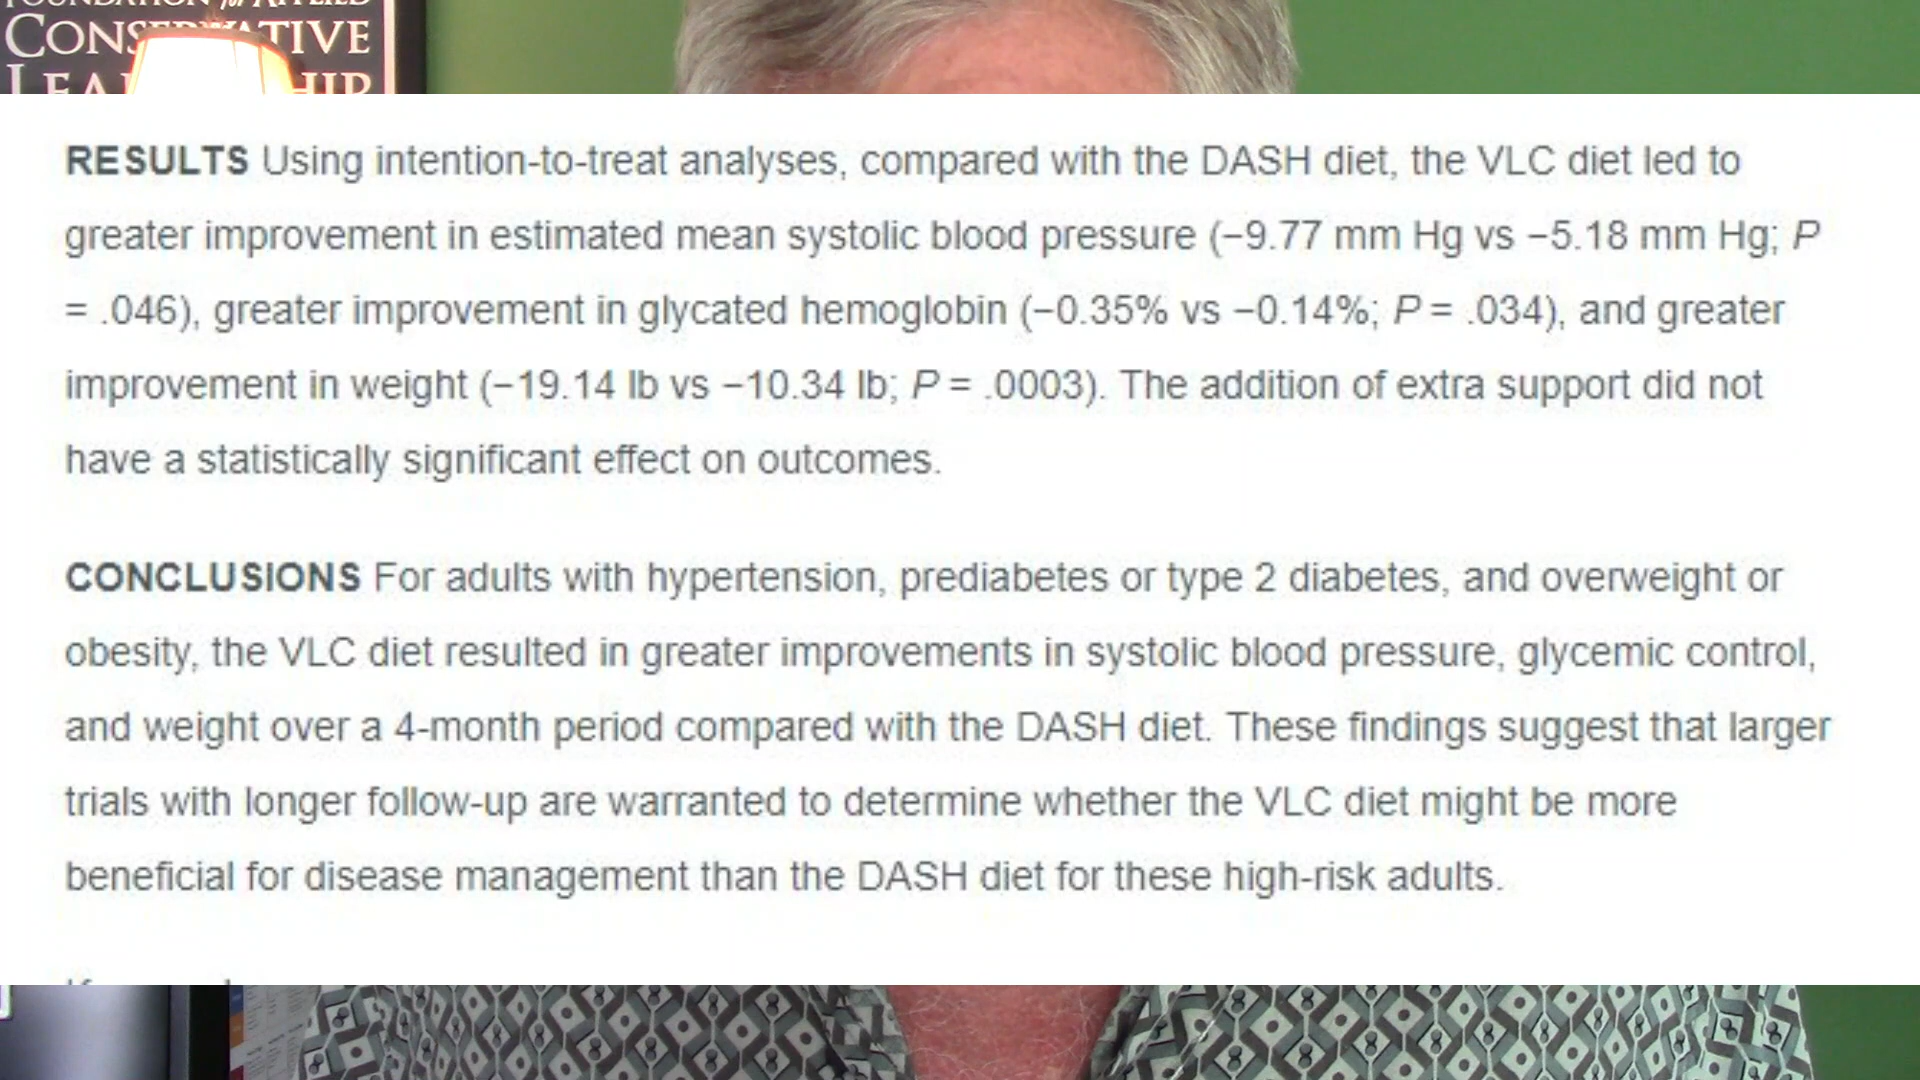 FOUNDATION for APPLIED
CONSERVATIVE
LEADERSHIP
RESULTS Using intention-to-treat analyses, compared with the DASH diet, the VLC diet led to
greater improvement in estimated mean systolic blood pressure (−9.77 mm Hg vs −5.18 mm Hg; P
= .046), greater improvement in glycated hemoglobin (−0.35% vs −0.14%; P = .034), and greater
improvement in weight (−19.14 lb vs −10.34 lb; P = .0003). The addition of extra support did not
have a statistically significant effect on outcomes.
CONCLUSIONS For adults with hypertension, prediabetes or type 2 diabetes, and overweight or
obesity, the VLC diet resulted in greater improvements in systolic blood pressure, glycemic control,
and weight over a 4-month period compared with the DASH diet. These findings suggest that larger
trials with longer follow-up are warranted to determine whether the VLC diet might be more
beneficial for disease management than the DASH diet for these high-risk adults.